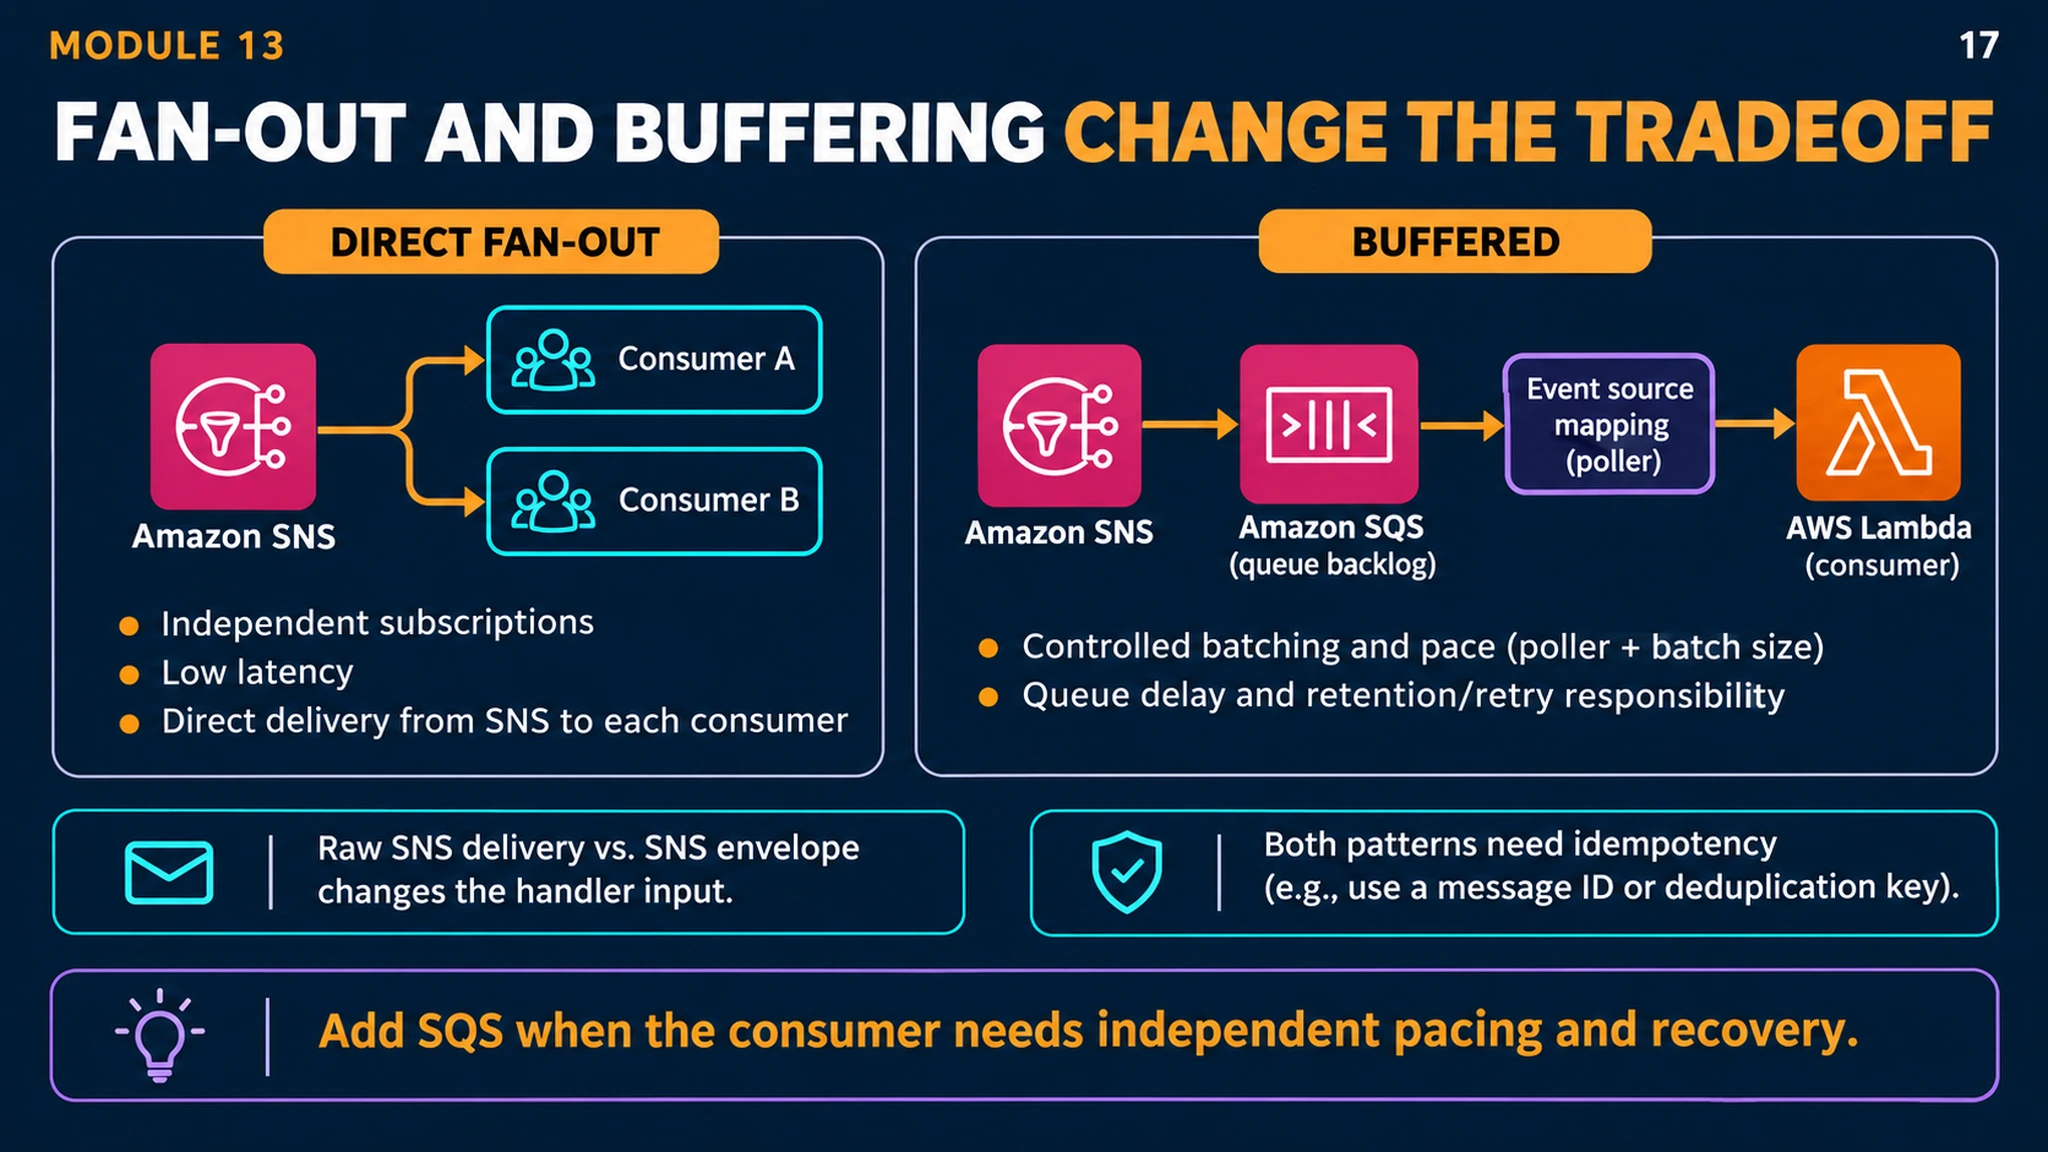 MODULE 13
17
FAN-OUT AND BUFFERING CHANGE THE TRADEOFF
DIRECT FAN-OUT
Consumer A
Consumer B
Amazon SNS
Independent subscriptions
Low latency
Direct delivery from SNS to each consumer
BUFFERED
Event source
mapping
(poller)
Amazon SNS
Amazon SQS
(queue backlog)
AWS Lambda
(consumer)
Controlled batching and pace (poller + batch size)
Queue delay and retention/retry responsibility
Raw SNS delivery vs. SNS envelope
changes the handler input.
Both patterns need idempotency
(e.g., use a message ID or deduplication key).
Add SQS when the consumer needs independent pacing and recovery.